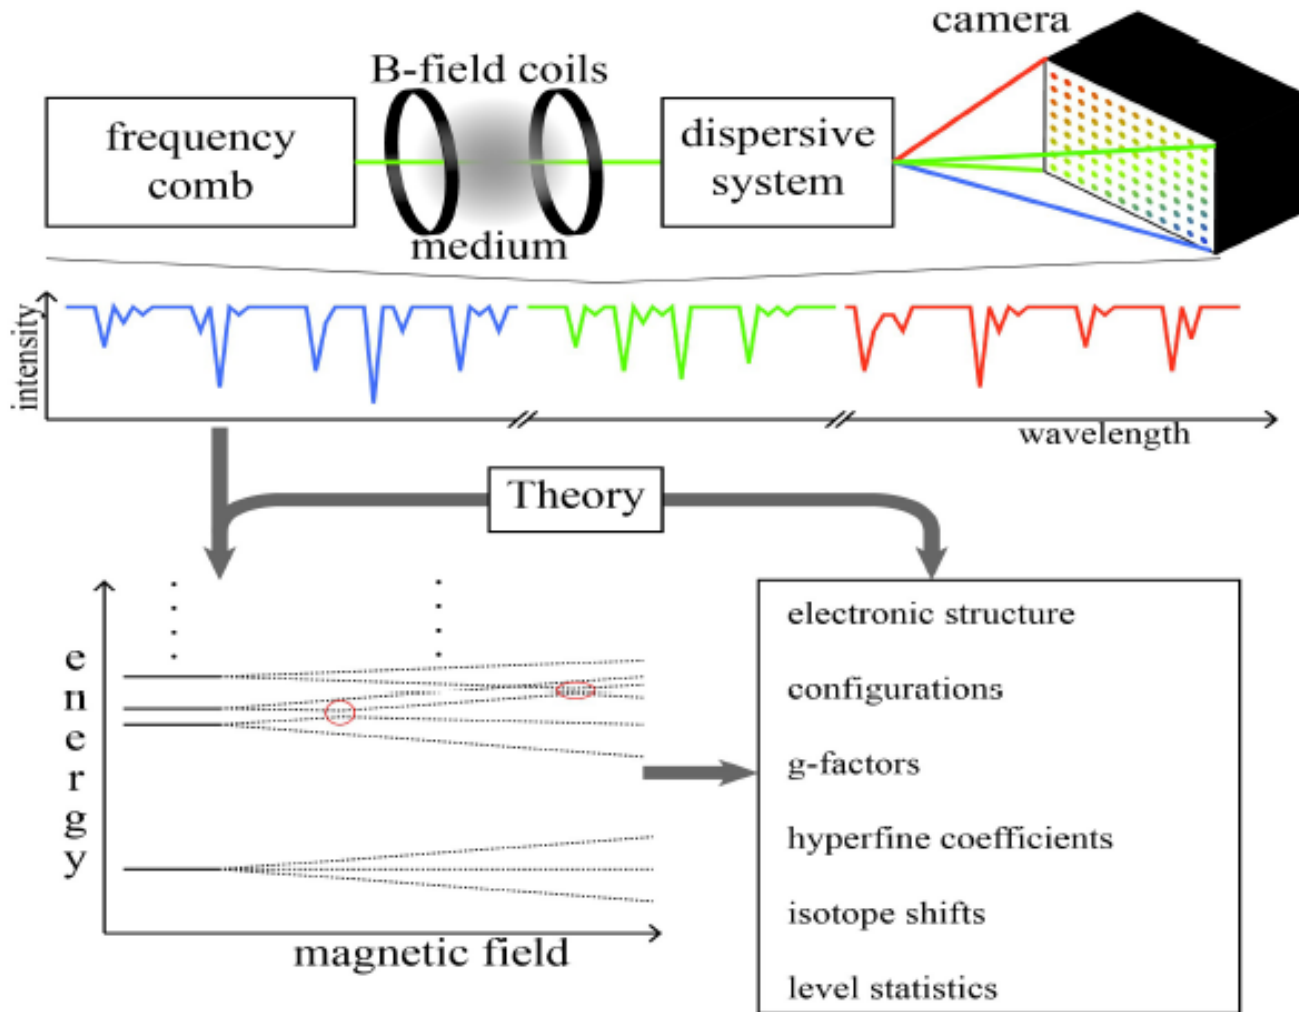 camera
B-field coils
frequency
comb
dispersive
system
medium
intensity
wavelength
Theory
energy
magnetic field
electronic structure
configurations
g-factors
hyperfine coefficients
isotope shifts
level statistics